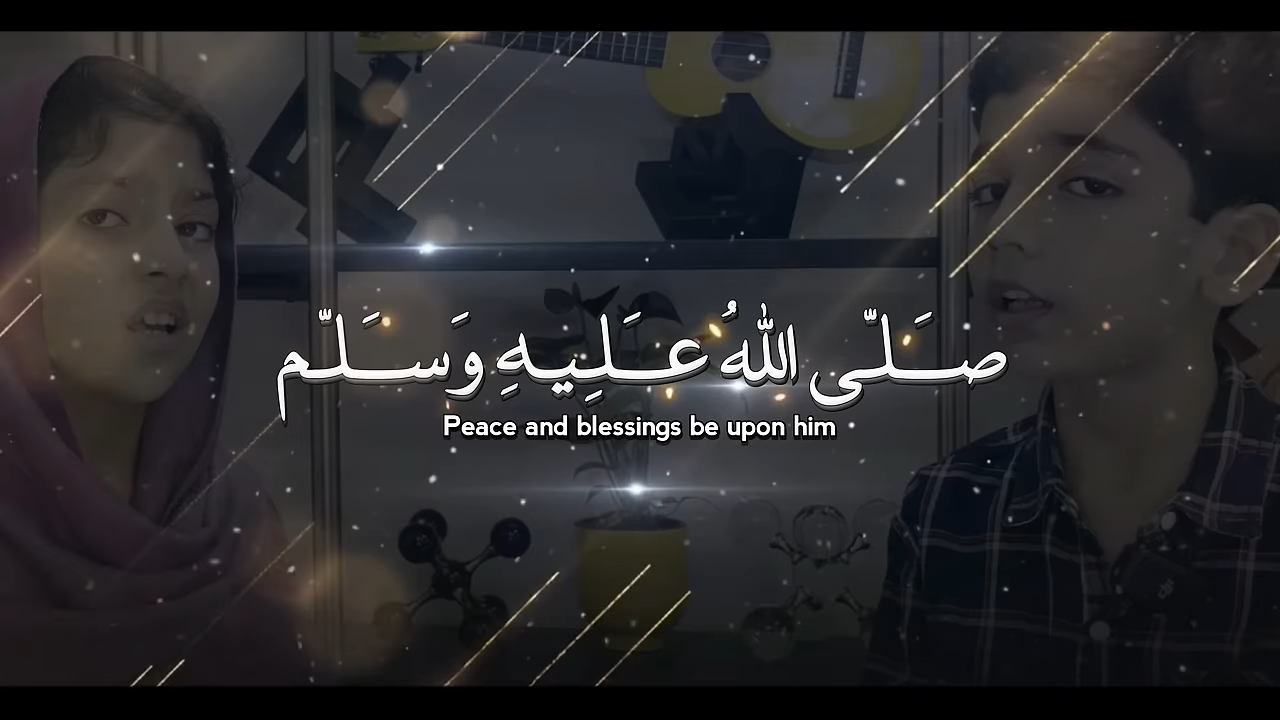 صَلّى اللهُ عَلِيهِ وَسَلّم
Peace and blessings be upon him